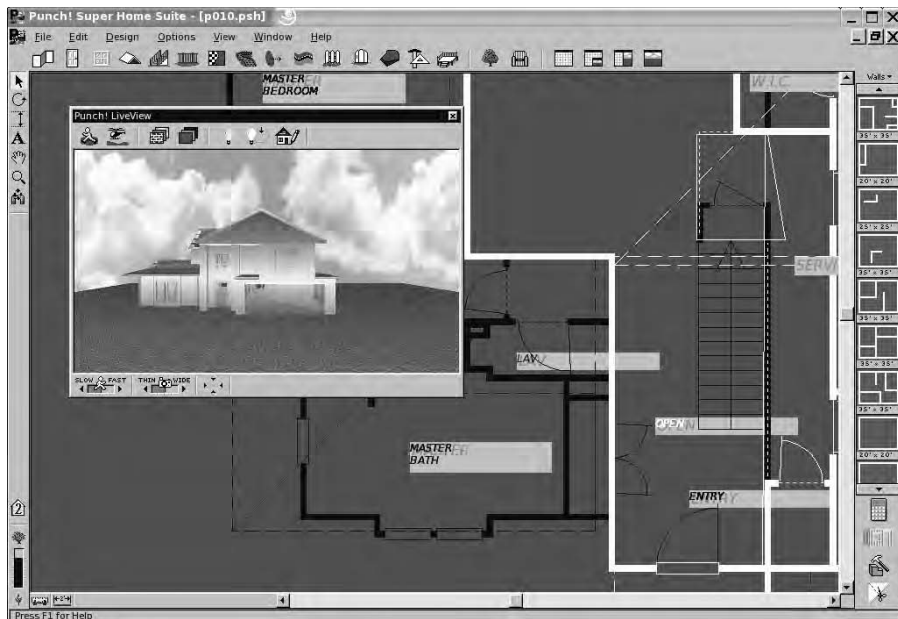 Punch! Super Home Suite - [p010.psh]
File Edit Design Options View Window Help
MASTER
BEDROOM
W.I.C.
Walls
Punch! LiveView
A
35' x 35'
20' x 20'
25' x 25'
35' x 35'
SERVI
35' x 35'
LAV
35' x 35'
SLOW FAST THIN WIDE
35' x 35'
OPEN
MASTER
BATH
20' x 20'
ENTRY
2
Press F1 for Help